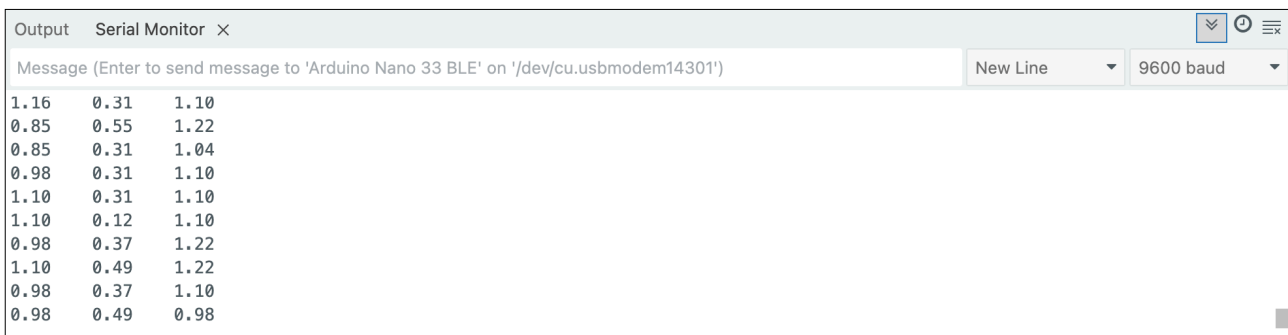 Output Serial Monitor ×
Message (Enter to send message to 'Arduino Nano 33 BLE' on '/dev/cu.usbmodem14301') New Line 9600 baud
1.16 0.31 1.10
0.85 0.55 1.22
0.85 0.31 1.04
0.98 0.31 1.10
1.10 0.31 1.10
1.10 0.12 1.10
0.98 0.37 1.22
1.10 0.49 1.22
0.98 0.37 1.10
0.98 0.49 0.98